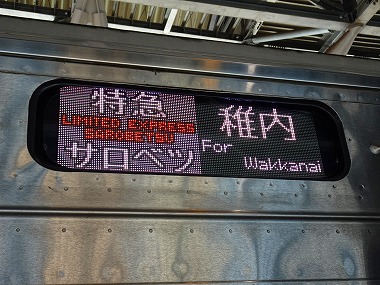 特急
LIMITED EXPRESS
SAROBETSU
サロベツ
稚内
For
Wakkanai